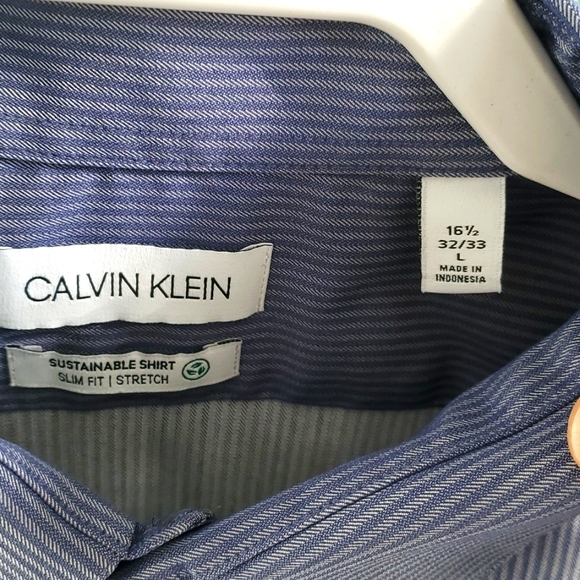 CALVIN KLEIN
SUSTAINABLE SHIRT
SLIM FIT | STRETCH
16½
32/33
L
MADE IN
INDONESIA